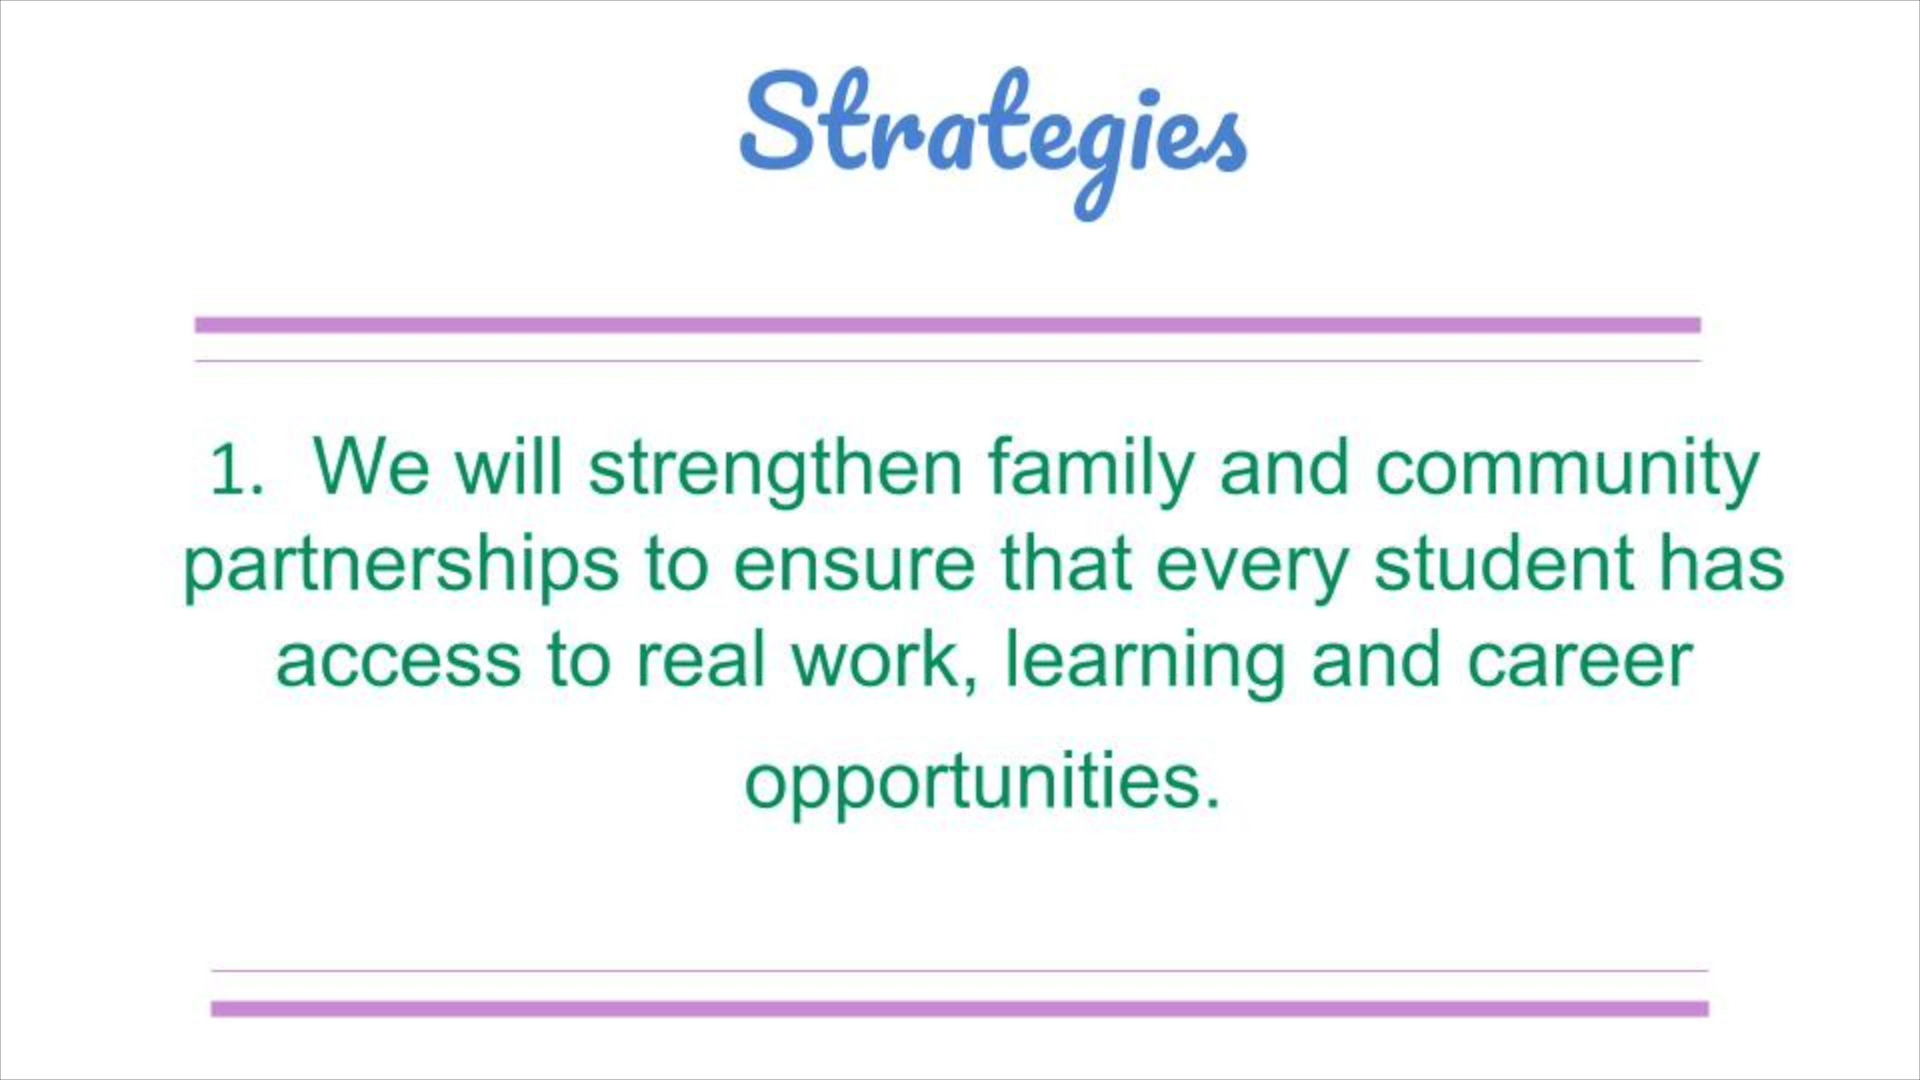 Strategies
1. We will strengthen family and community
partnerships to ensure that every student has
access to real work, learning and career
opportunities.